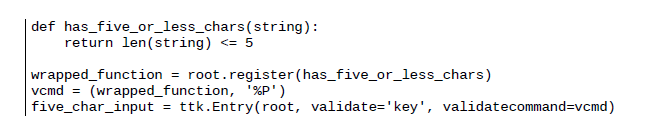 def has_five_or_less_chars(string):
    return len(string) <= 5

wrapped_function = root.register(has_five_or_less_chars)
vcmd = (wrapped_function, '%P')
five_char_input = ttk.Entry(root, validate='key', validatecommand=vcmd)